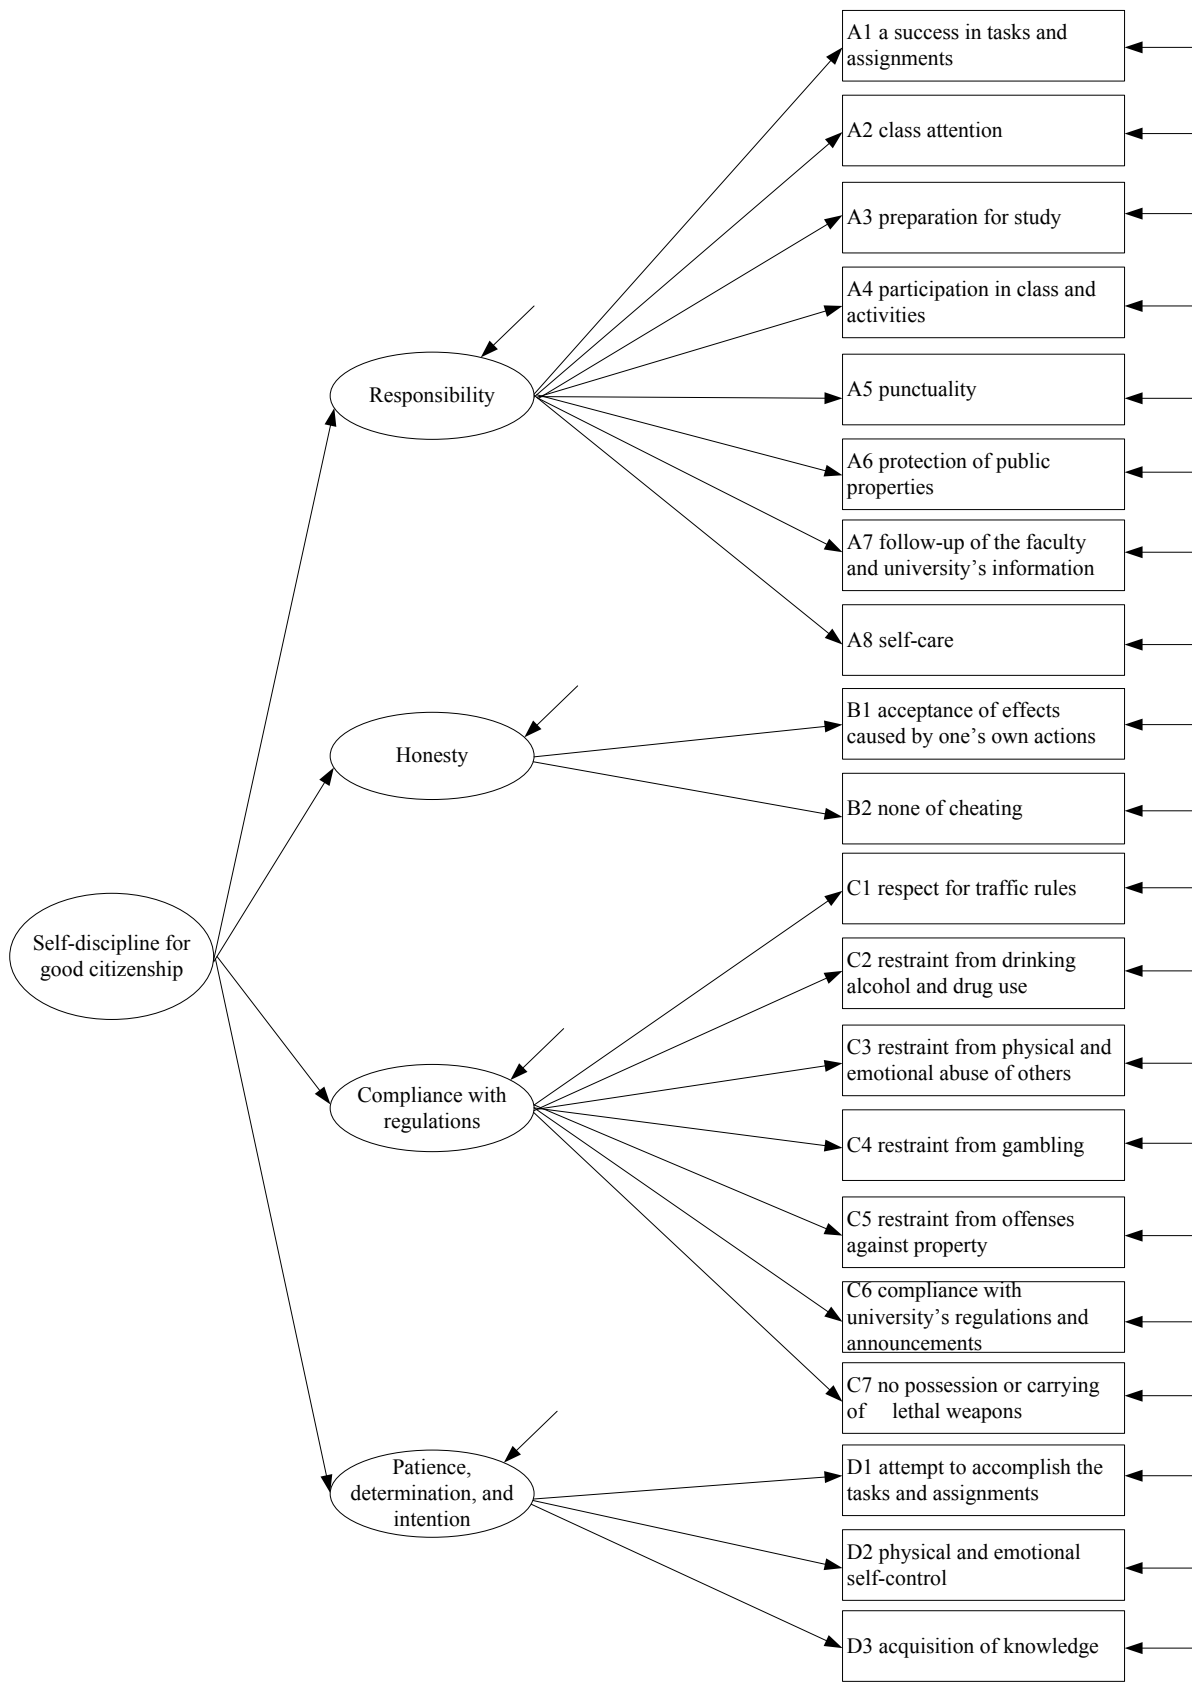 A1 a success in tasks and
assignments
A2 class attention
A3 preparation for study
A4 participation in class and
activities
Responsibility
A5 punctuality
A6 protection of public
properties
A7 follow-up of the faculty
and university’s information
A8 self-care
B1 acceptance of effects
caused by one’s own actions
Honesty
B2 none of cheating
C1 respect for traffic rules
Self-discipline for
good citizenship
C2 restraint from drinking
alcohol and drug use
C3 restraint from physical and
emotional abuse of others
Compliance with
regulations
C4 restraint from gambling
C5 restraint from offenses
against property
C6 compliance with
university’s regulations and
announcements
C7 no possession or carrying
of lethal weapons
Patience,
determination, and
intention
D1 attempt to accomplish the
tasks and assignments
D2 physical and emotional
self-control
D3 acquisition of knowledge